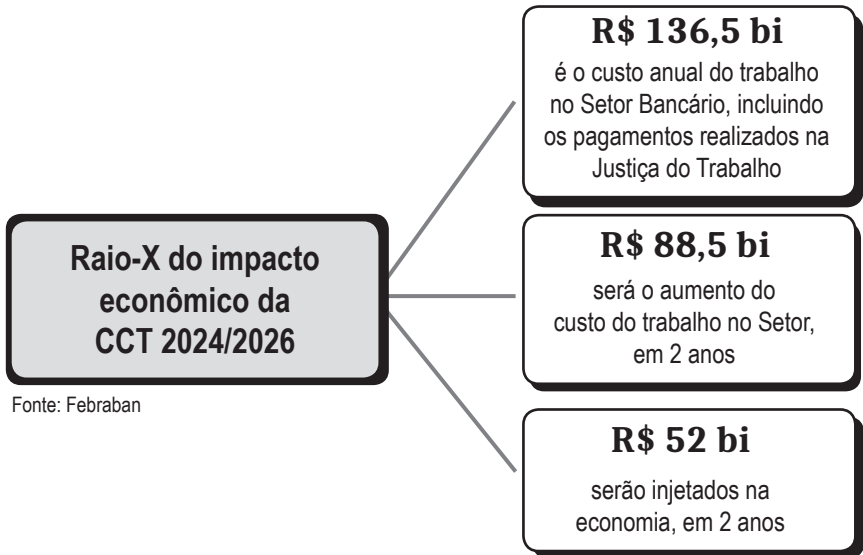 R$ 136,5 bi
é o custo anual do trabalho
no Setor Bancário, incluindo
os pagamentos realizados na
Justiça do Trabalho
Raio-X do impacto
econômico da
CCT 2024/2026
Fonte: Febraban
R$ 88,5 bi
será o aumento do
custo do trabalho no Setor,
em 2 anos
R$ 52 bi
serão injetados na
economia, em 2 anos